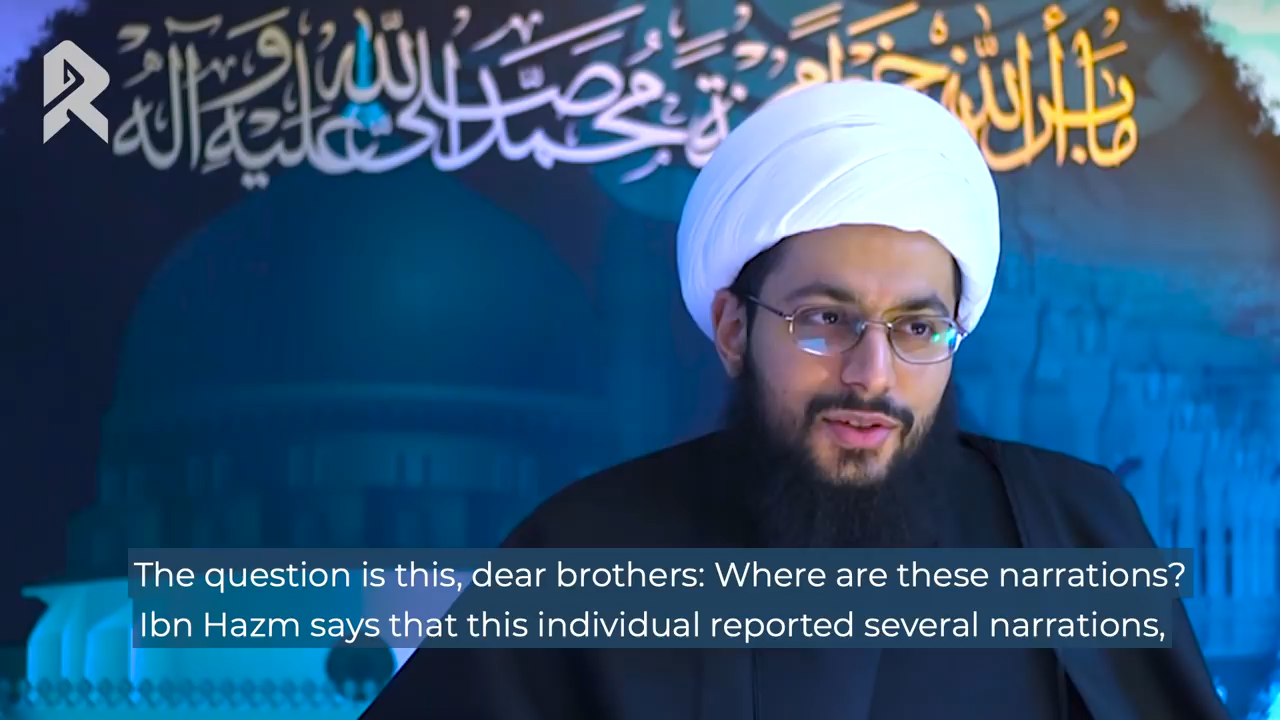 محمد صلى الله عليه وآله
The question is this, dear brothers: Where are these narrations?
Ibn Hazm says that this individual reported several narrations,